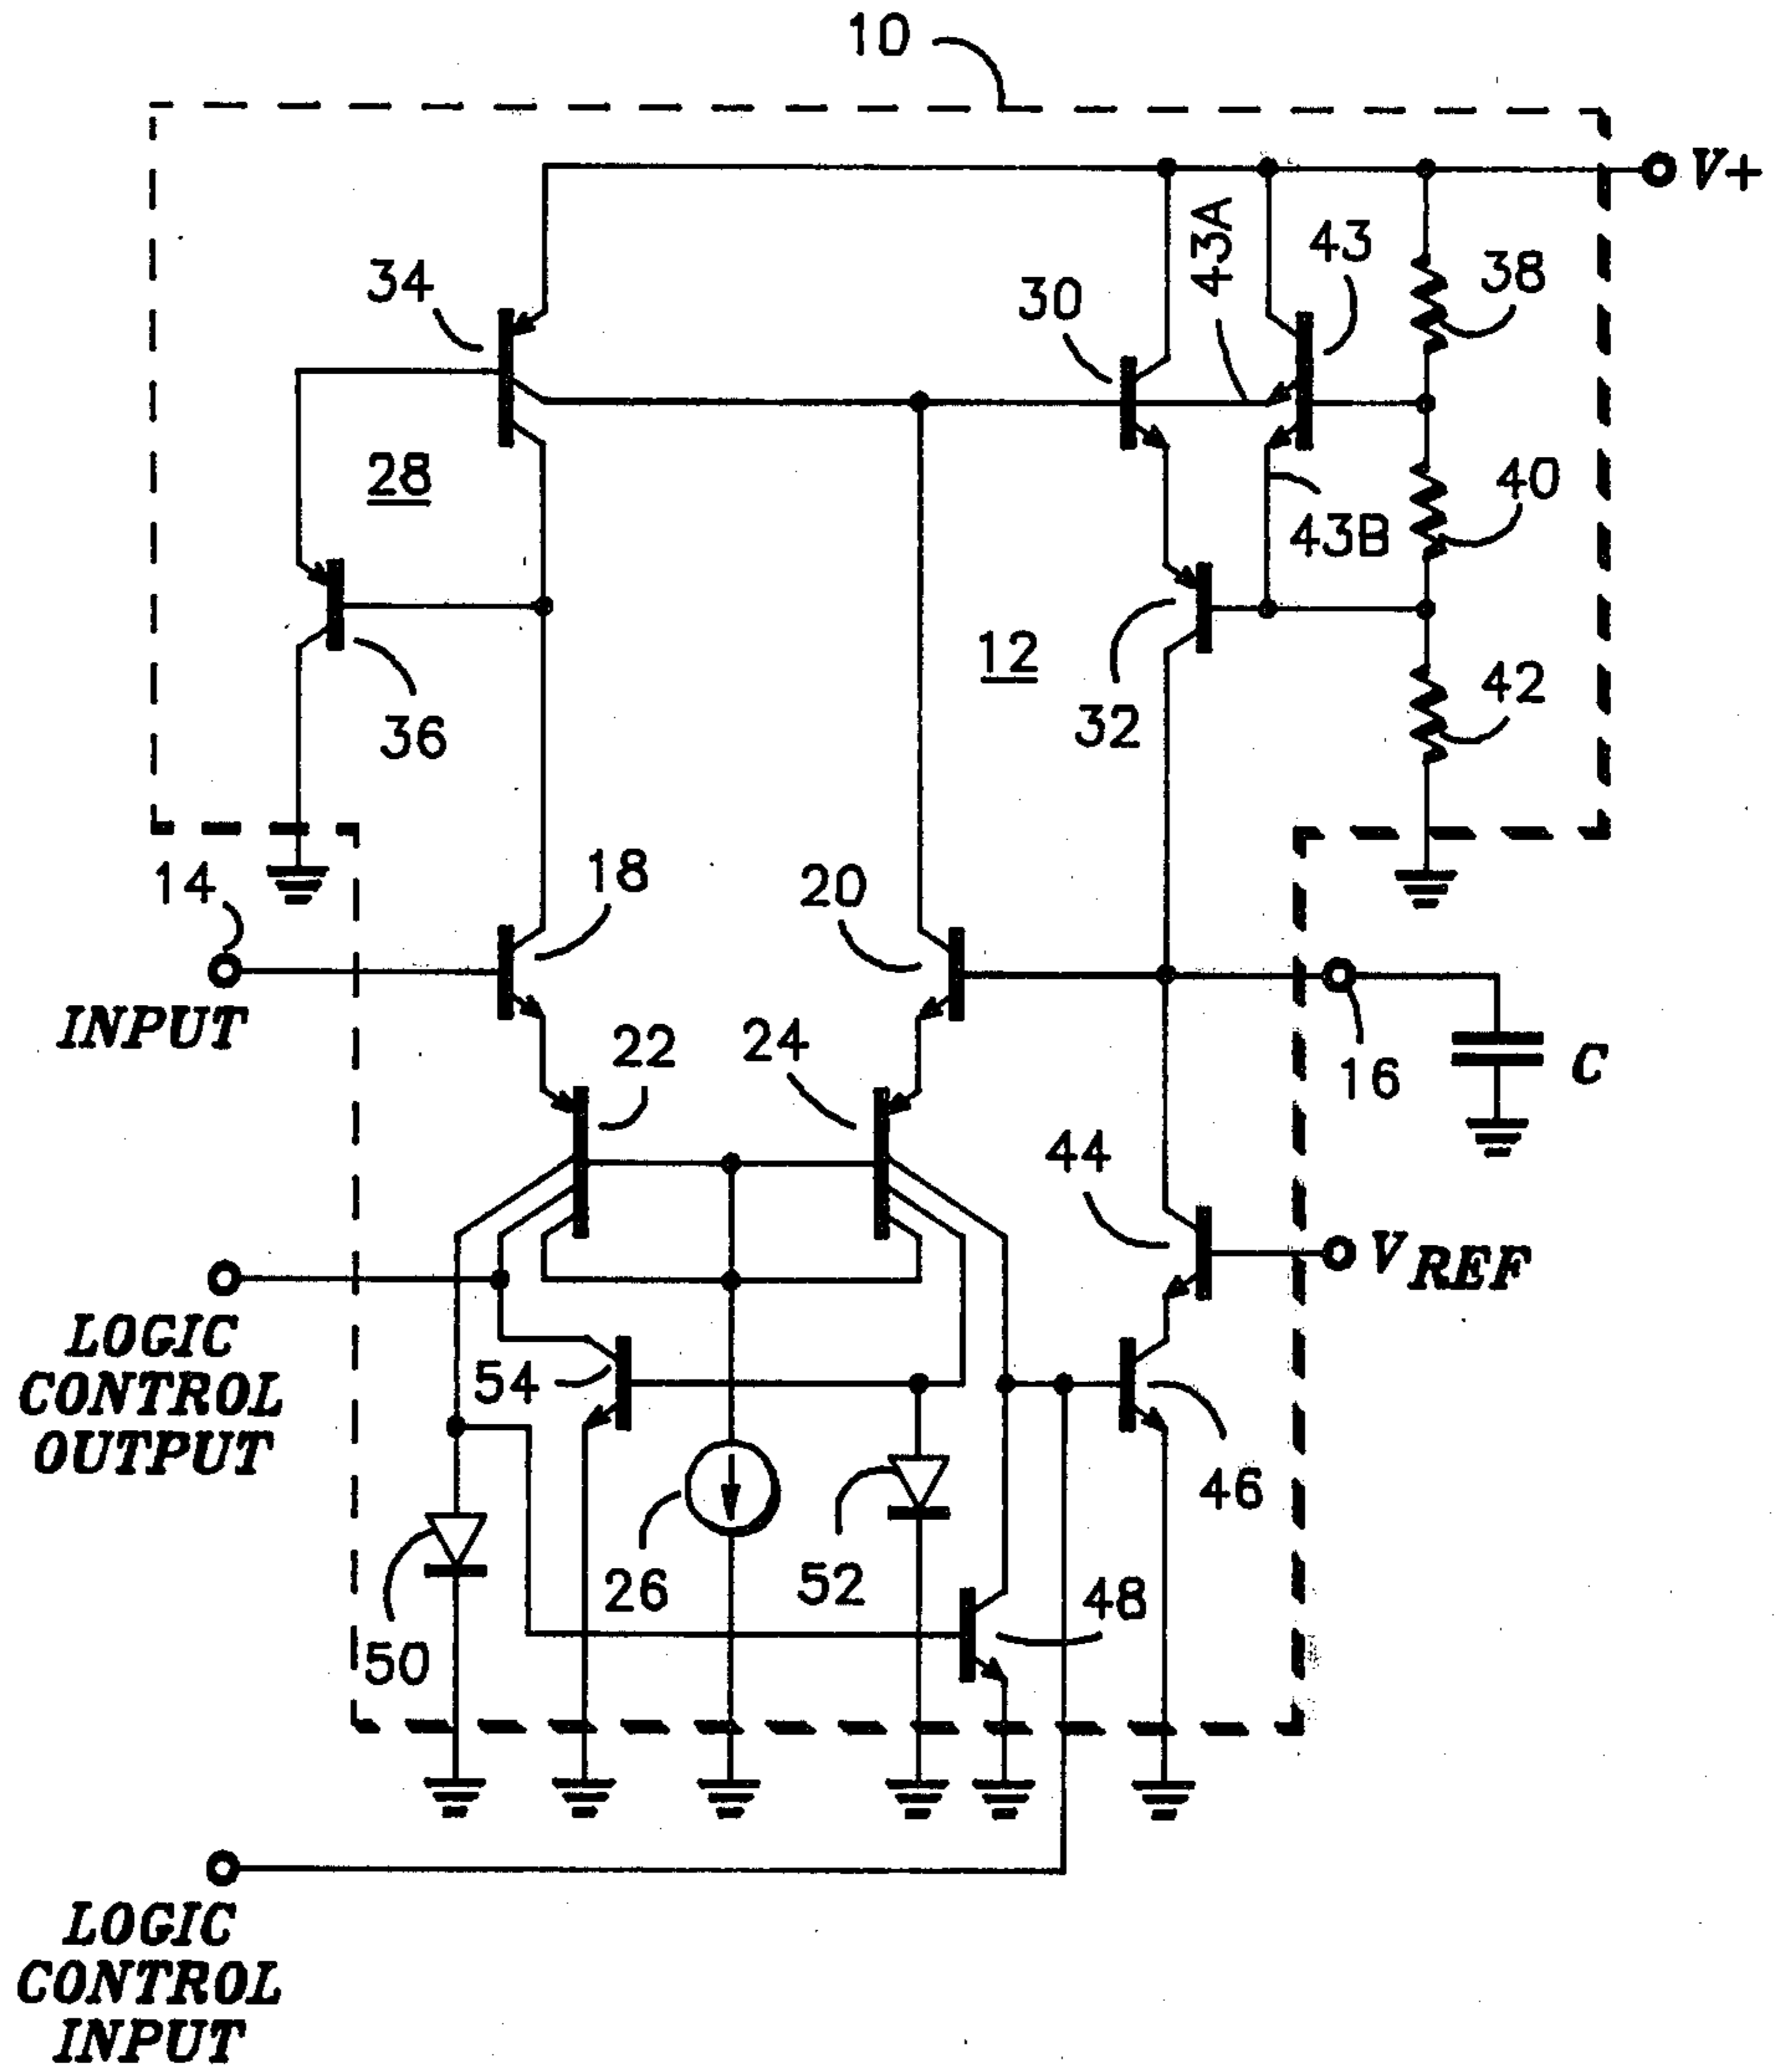 10
V+
34
30
43A
43
38
28
43B
40
12
42
36
32
14
18
20
INPUT
22
24
16
C
44
VREF
LOGIC
CONTROL
OUTPUT
54
46
26
52
48
50
LOGIC
CONTROL
INPUT